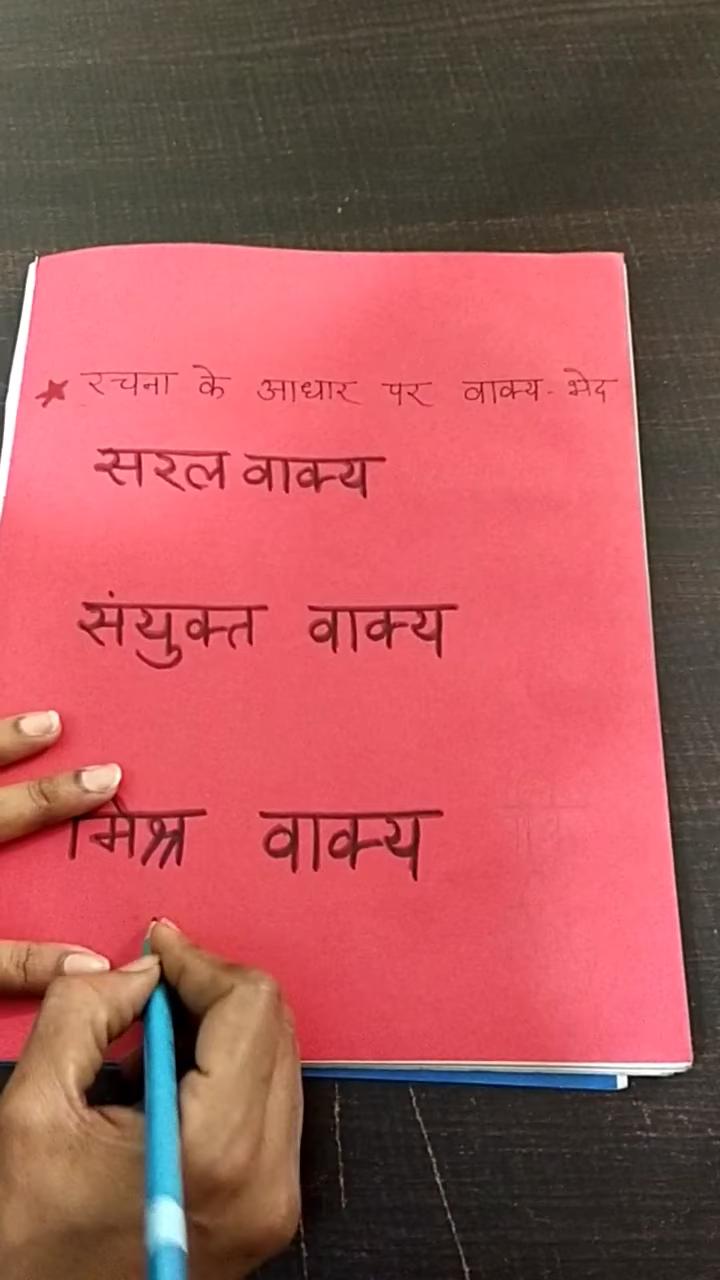 ★ रचना के आधार पर वाक्य-भेद
सरल वाक्य
संयुक्त वाक्य
मिश्र वाक्य